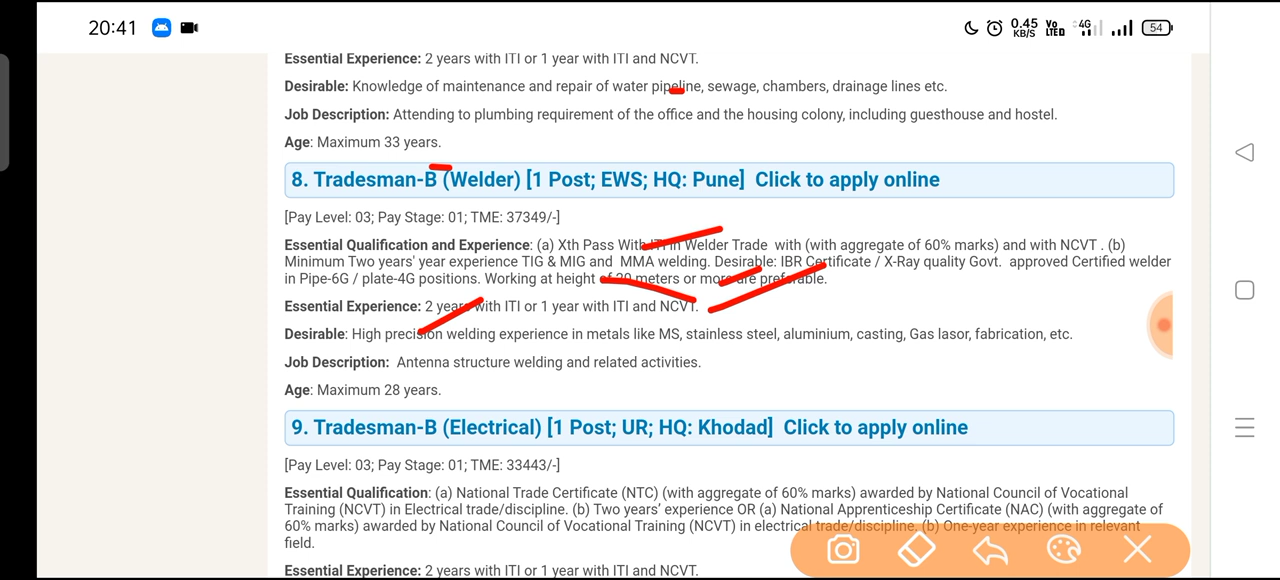 20:41 0.45 KB/S Vo LTE 4G 54
Essential Experience: 2 years with ITI or 1 year with ITI and NCVT.
Desirable: Knowledge of maintenance and repair of water pipeline, sewage, chambers, drainage lines etc.
Job Description: Attending to plumbing requirement of the office and the housing colony, including guesthouse and hostel.
Age: Maximum 33 years.
8. Tradesman-B (Welder) [1 Post; EWS; HQ: Pune]  Click to apply online
[Pay Level: 03; Pay Stage: 01; TME: 37349/-]
Essential Qualification and Experience: (a) Xth Pass With ITI in Welder Trade  with (with aggregate of 60% marks) and with NCVT . (b)
Minimum Two years' year experience TIG & MIG and  MMA welding. Desirable: IBR Certificate / X-Ray quality Govt.  approved Certified welder
in Pipe-6G / plate-4G positions. Working at height of 20 meters or more are preferable.
Essential Experience: 2 years with ITI or 1 year with ITI and NCVT.
Desirable: High precision welding experience in metals like MS, stainless steel, aluminium, casting, Gas lasor, fabrication, etc.
Job Description:  Antenna structure welding and related activities.
Age: Maximum 28 years.
9. Tradesman-B (Electrical) [1 Post; UR; HQ: Khodad]  Click to apply online
[Pay Level: 03; Pay Stage: 01; TME: 33443/-]
Essential Qualification: (a) National Trade Certificate (NTC) (with aggregate of 60% marks) awarded by National Council of Vocational
Training (NCVT) in Electrical trade/discipline. (b) Two years’ experience OR (a) National Apprenticeship Certificate (NAC) (with aggregate of
60% marks) awarded by National Council of Vocational Training (NCVT) in electrical trade/discipline. (b) One-year experience in relevant
field.
Essential Experience: 2 years with ITI or 1 year with ITI and NCVT.